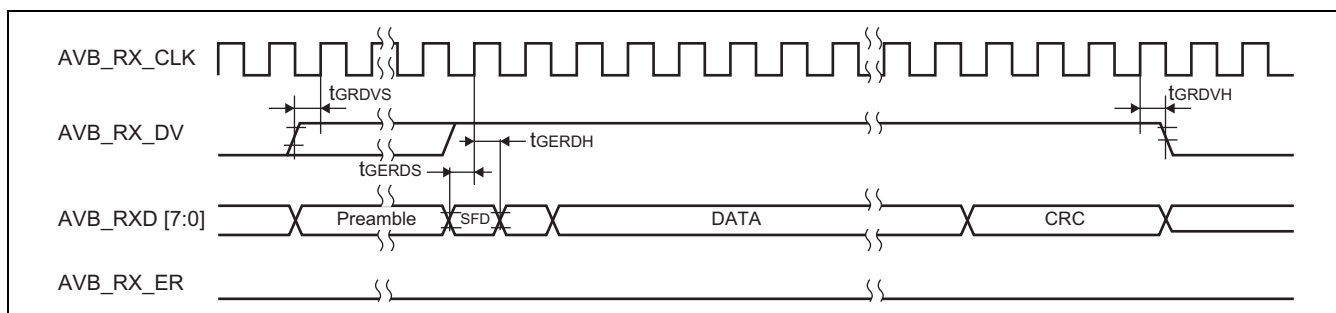 AVB_RX_CLK
tGRDVS
tGRDVH
AVB_RX_DV
tGERDH
tGERDS
AVB_RXD [7:0]
Preamble
SFD
DATA
CRC
AVB_RX_ER